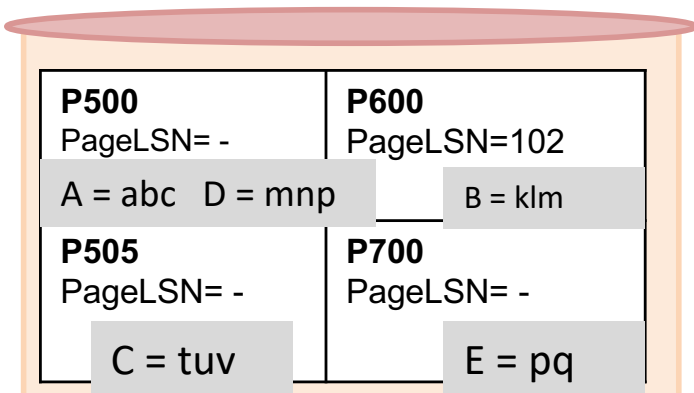 P500
PageLSN= -
A = abc D = mnp
P600
PageLSN=102
B = klm
P505
PageLSN= -
C = tuv
P700
PageLSN= -
E = pq